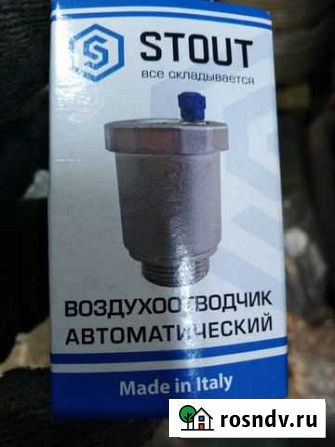 STOUT
все складывается
ВОЗДУХООТВОДЧИК
АВТОМАТИЧЕСКИЙ
Made in Italy
rosndv.ru